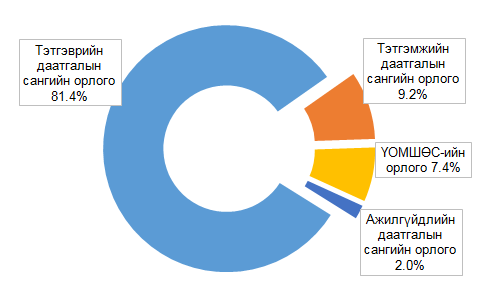 Тэтгэврийн
даатгалын
сангийн орлого
81.4%
Тэтгэмжийн
даатгалын
сангийн орлого
9.2%
ҮОМШӨС-ийн
орлого 7.4%
Ажилгүйдлийн
даатгалын
сангийн орлого
2.0%